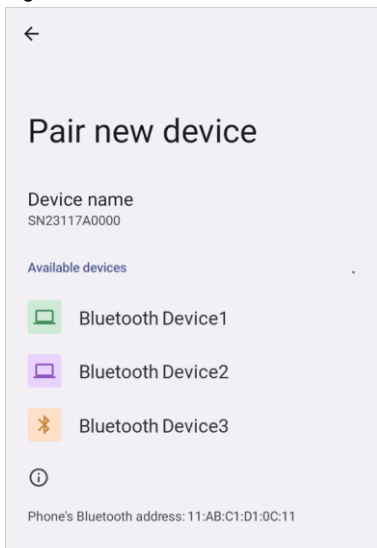 Pair new device
Device name
SN23117A0000
Available devices
Bluetooth Device1
Bluetooth Device2
Bluetooth Device3
Phone's Bluetooth address: 11:AB:C1:D1:0C:11